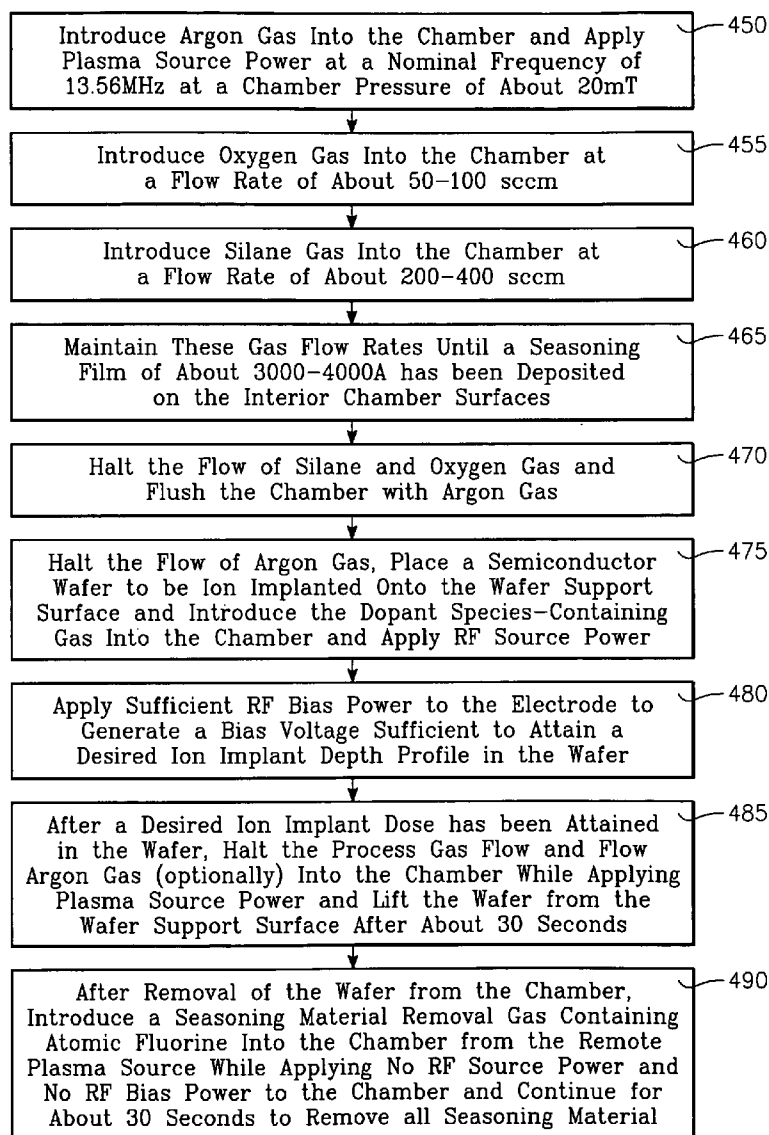 Introduce Argon Gas Into the Chamber and Apply
Plasma Source Power at a Nominal Frequency of
13.56MHz at a Chamber Pressure of About 20mT
450
Introduce Oxygen Gas Into the Chamber at
a Flow Rate of About 50-100 sccm
455
Introduce Silane Gas Into the Chamber at
a Flow Rate of About 200-400 sccm
460
Maintain These Gas Flow Rates Until a Seasoning
Film of About 3000-4000A has been Deposited
on the Interior Chamber Surfaces
465
Halt the Flow of Silane and Oxygen Gas and
Flush the Chamber with Argon Gas
470
Halt the Flow of Argon Gas, Place a Semiconductor
Wafer to be Ion Implanted Onto the Wafer Support
Surface and Introduce the Dopant Species-Containing
Gas Into the Chamber and Apply RF Source Power
475
Apply Sufficient RF Bias Power to the Electrode to
Generate a Bias Voltage Sufficient to Attain a
Desired Ion Implant Depth Profile in the Wafer
480
After a Desired Ion Implant Dose has been Attained
in the Wafer, Halt the Process Gas Flow and Flow
Argon Gas (optionally) Into the Chamber While Applying
Plasma Source Power and Lift the Wafer from the
Wafer Support Surface After About 30 Seconds
485
After Removal of the Wafer from the Chamber,
Introduce a Seasoning Material Removal Gas Containing
Atomic Fluorine Into the Chamber from the Remote
Plasma Source While Applying No RF Source Power and
No RF Bias Power to the Chamber and Continue for
About 30 Seconds to Remove all Seasoning Material
490